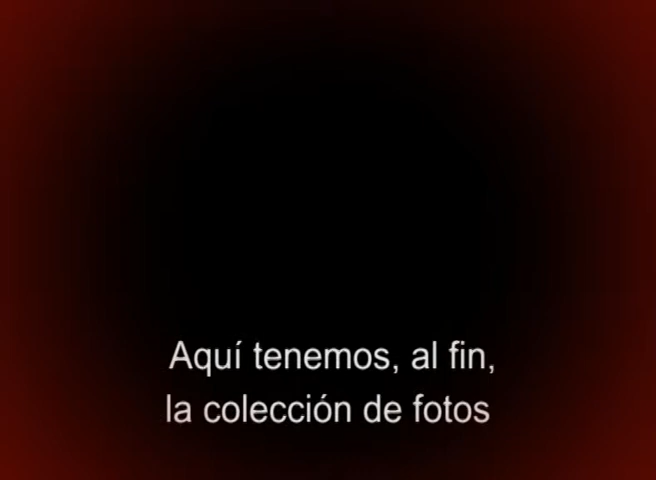 Aquí tenemos, al fin,
la colección de fotos